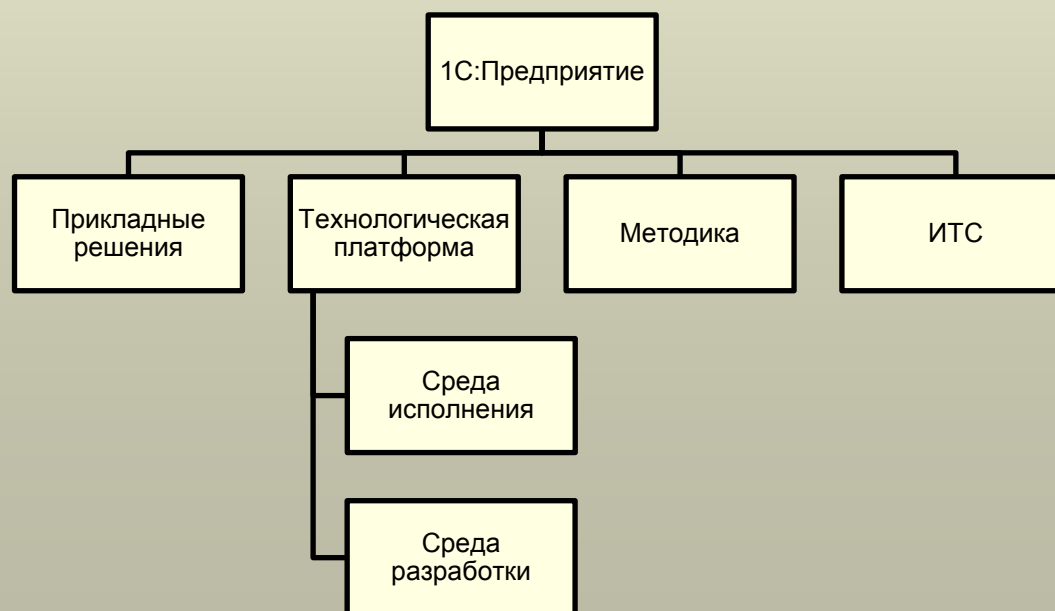 1С:Предприятие
Прикладные
решения
Технологическая
платформа
Методика
ИТС
Среда
исполнения
Среда
разработки